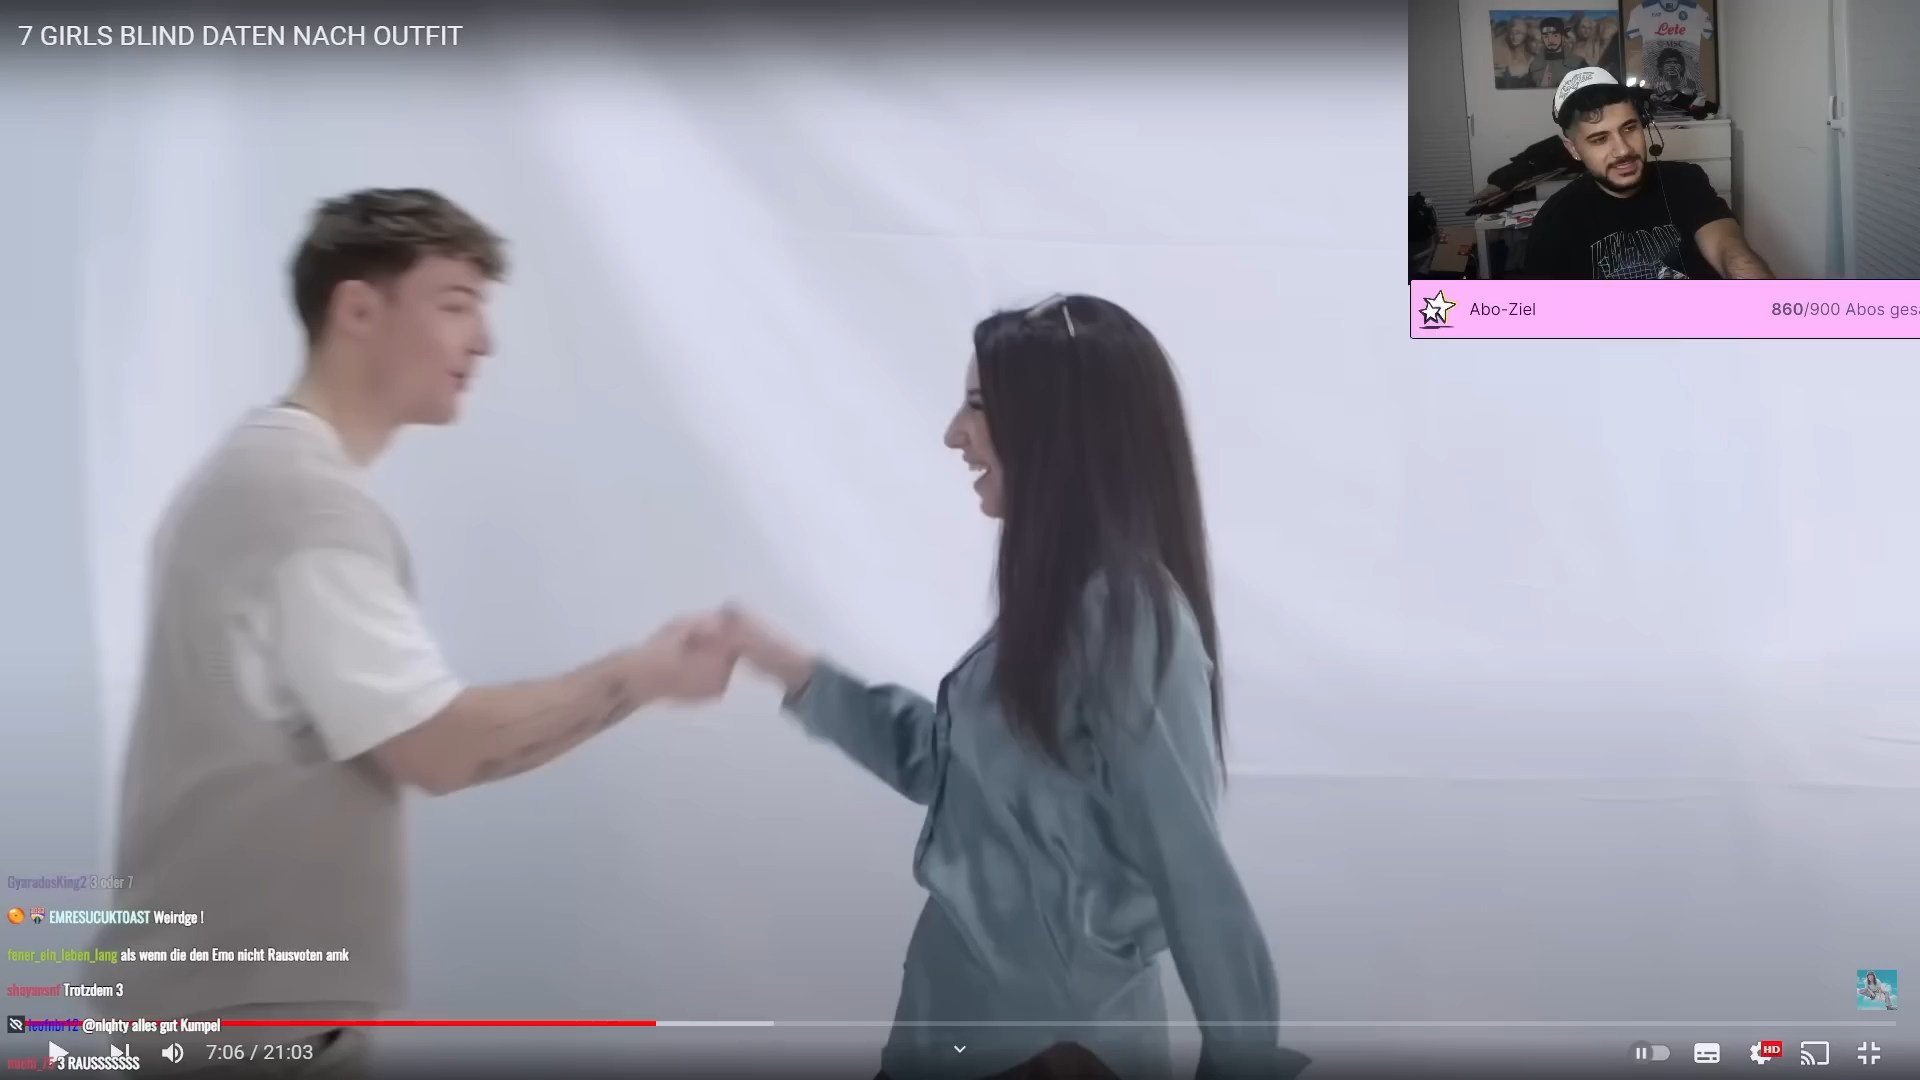 7 GIRLS BLIND DATEN NACH OUTFIT
Lete
Abo-Ziel
860/900 Abos ges
GyaradosKing2 3 oder 7
EMRESUCUKTOAST Weirdge !
fener_ein_leben_lang als wenn die den Emo nicht Rausvoten amk
shayansnf Trotzdem 3
leofnbr12 @nlqhty alles gut Kumpel
3 RAUSSSSSSS
7:06 / 21:03
HD